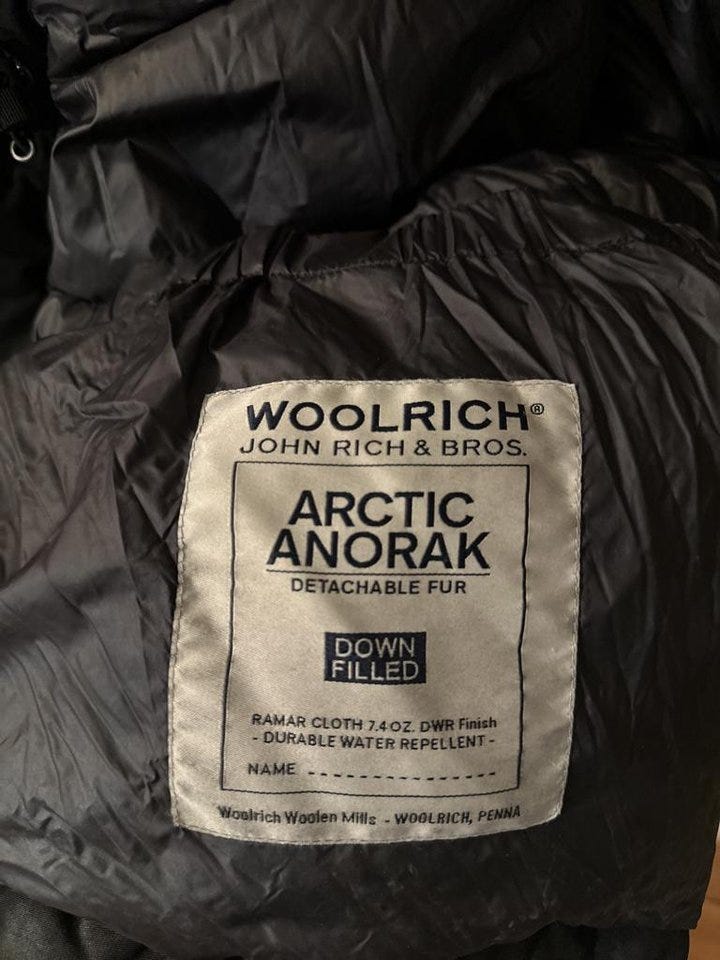 WOOLRICH®
JOHN RICH & BROS.
ARCTIC
ANORAK
DETACHABLE FUR
DOWN
FILLED
RAMAR CLOTH 7.4 OZ. DWR Finish
- DURABLE WATER REPELLENT -
NAME ---------------
Woolrich Woolen Mills - WOOLRICH, PENNA